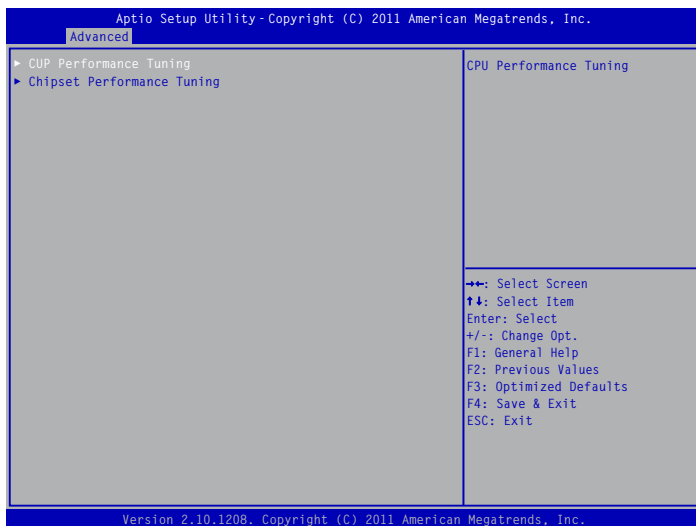 Aptio Setup Utility - Copyright (C) 2011 American Megatrends, Inc.
Advanced
► CUP Performance Tuning
► Chipset Performance Tuning
CPU Performance Tuning
→←: Select Screen
↑↓: Select Item
Enter: Select
+/-: Change Opt.
F1: General Help
F2: Previous Values
F3: Optimized Defaults
F4: Save & Exit
ESC: Exit
Version 2.10.1208. Copyright (C) 2011 American Megatrends, Inc.